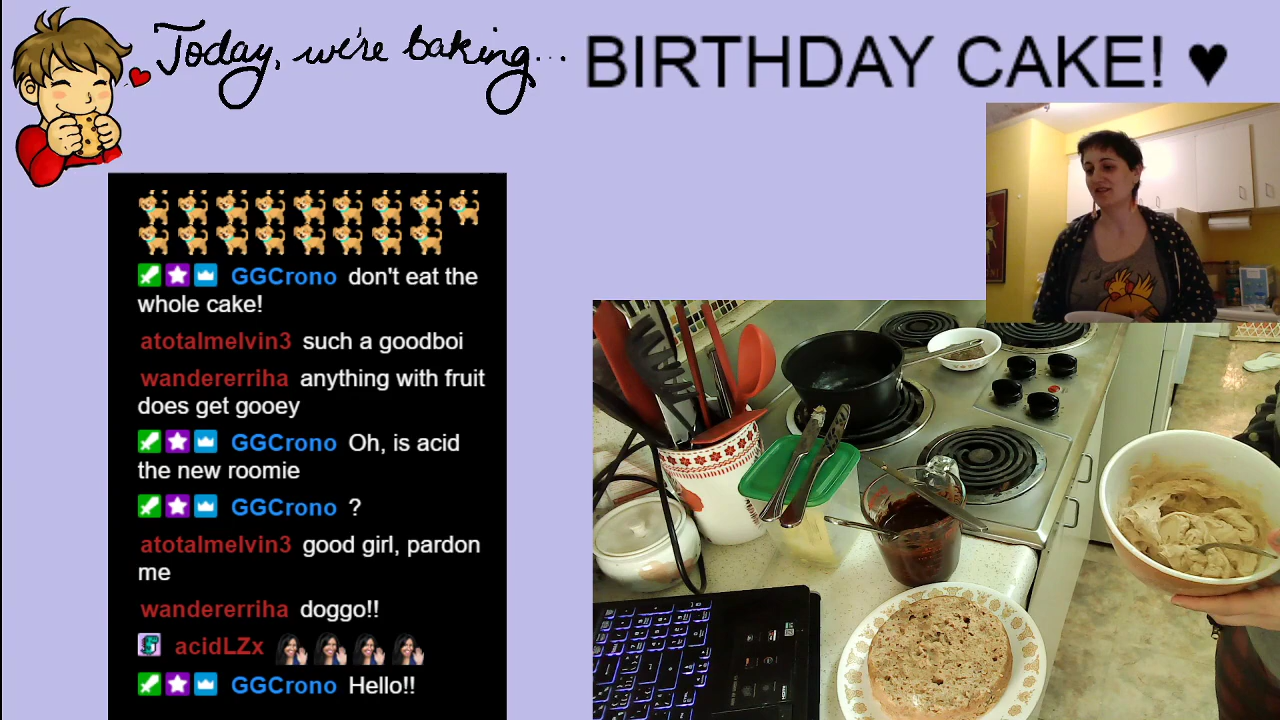 Today, we're baking... BIRTHDAY CAKE! ♥
GGCrono don't eat the
whole cake!
atotalmelvin3 such a goodboi
wandererriha anything with fruit
does get gooey
GGCrono Oh, is acid
the new roomie
GGCrono ?
atotalmelvin3 good girl, pardon
me
wandererriha doggo!!
acidLZx
GGCrono Hello!!